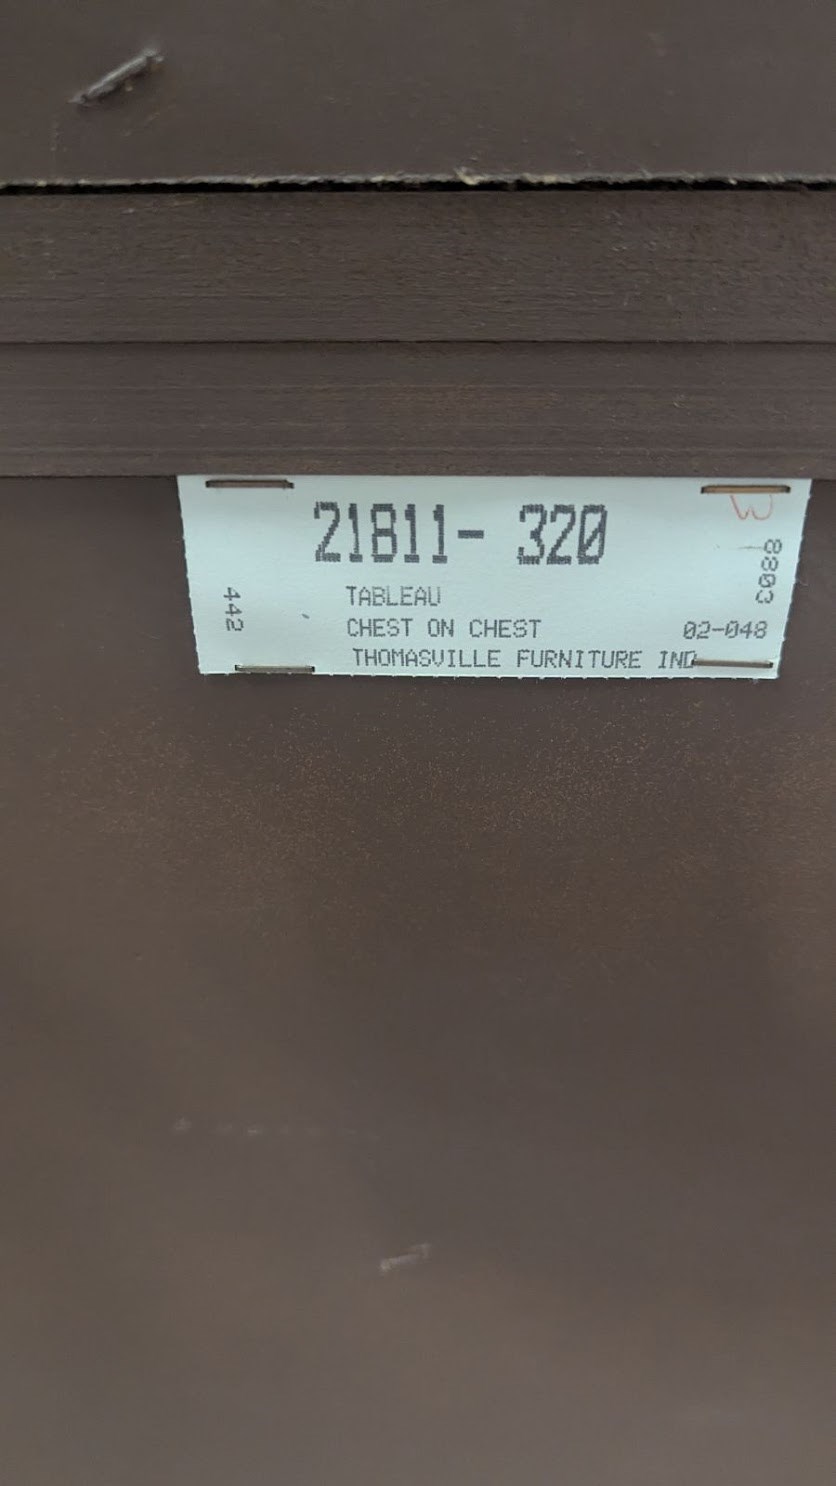 21811- 320
TABLEAU
CHEST ON CHEST 02-048
THOMASVILLE FURNITURE IND
442
8803